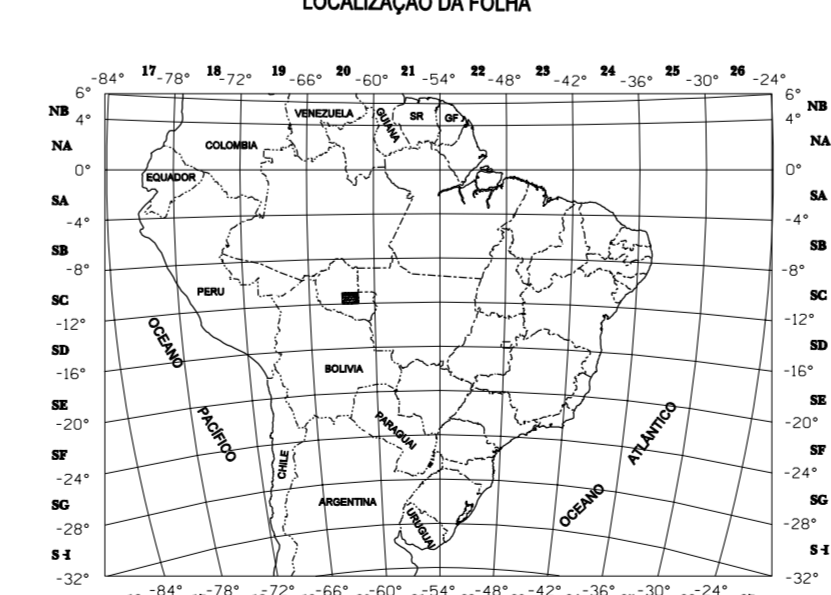 LOCALIZAÇÃO DA FOLHA
17 18 19 20 21 22 23 24 25 26
-84° -78° -72° -66° -60° -54° -48° -42° -36° -30° -24°
6° 6°
NB NB
4° 4°
VENEZUELA
GUIANA
SR
GF
NA NA
COLOMBIA
0° 0°
EQUADOR
SA SA
-4° -4°
SB SB
-8° -8°
PERU
SC SC
-12° -12°
OCEANO
PACÍFICO
SD SD
BOLIVIA
-16° -16°
SE SE
PARAGUAI
-20° -20°
OCEANO
ATLÂNTICO
SF SF
CHILE
-24° -24°
ARGENTINA
SG SG
URUGUAI
-28° -28°
S-I S-I
-32° -32°
-84° -78° -72° -66° -60° -54° -48° -42° -36° -30° -24°